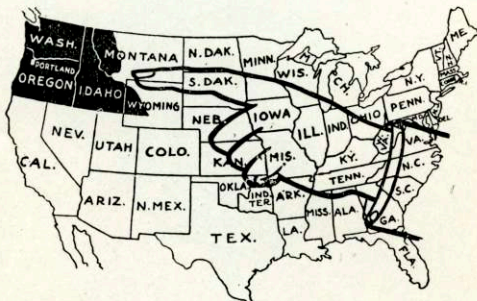 WASH.
MONTANA
N.DAK.
MINN.
ME.
PORTLAND
OREGON
IDAHO
S.DAK.
WIS.
MICH.
N.Y.
VT.
N.H.
MASS
WYOMING
NEB.
IOWA
PENN.
NEV.
UTAH
COLO.
KAN.
MIS.
ILL.
IND.
OHIO
W.VA.
DEL
VA.
CAL.
KY.
N.C.
ARIZ.
N.MEX.
OKLA.
IND.
TER.
ARK.
TENN.
S.C.
TEX.
LA.
MISS.
ALA.
GA.
FLA.